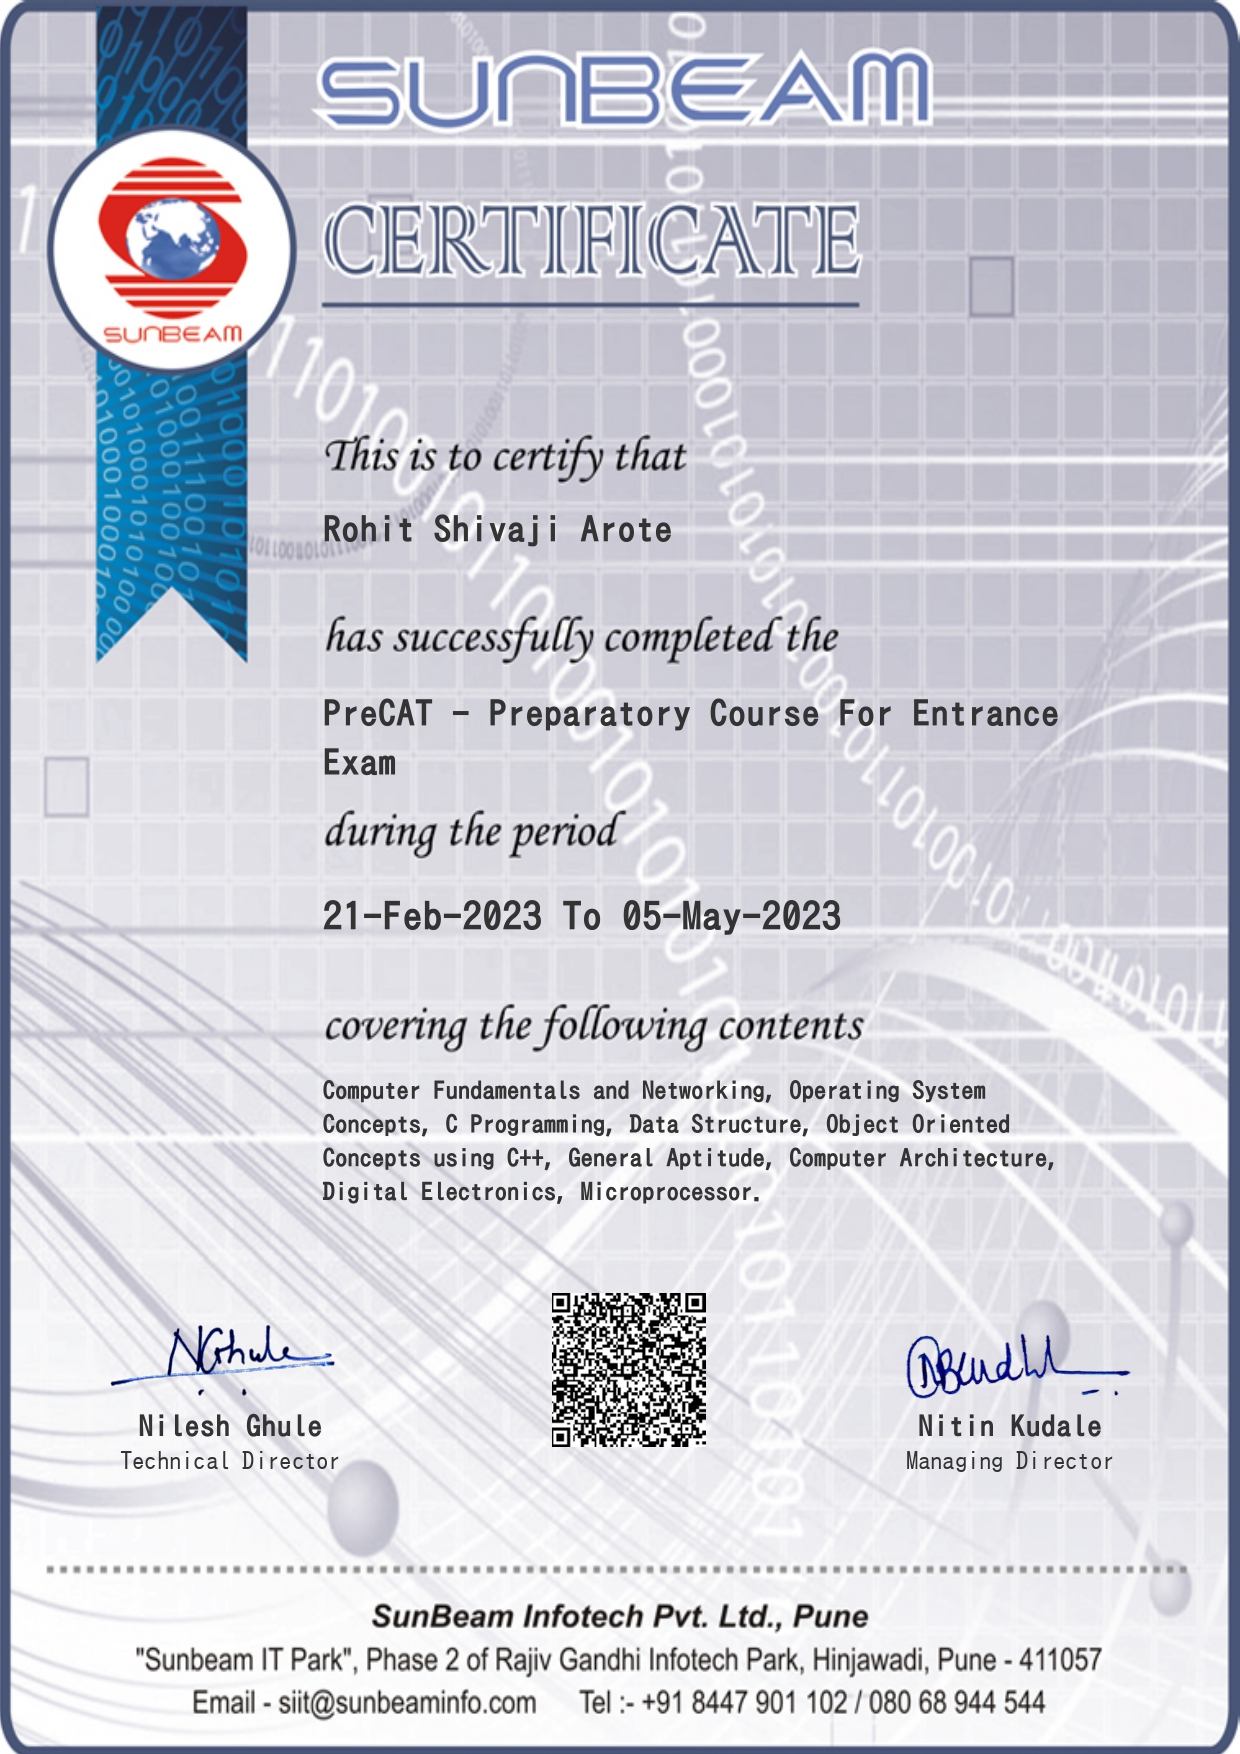 SUNBEAM
SUNBEAM
CERTIFICATE
This is to certify that
Rohit Shivaji Arote
has successfully completed the
PreCAT - Preparatory Course For Entrance
Exam
during the period
21-Feb-2023 To 05-May-2023
covering the following contents
Computer Fundamentals and Networking, Operating System
Concepts, C Programming, Data Structure, Object Oriented
Concepts using C++, General Aptitude, Computer Architecture,
Digital Electronics, Microprocessor.
NGhule
Nilesh Ghule
Technical Director
Nitin Kudale
Managing Director
SunBeam Infotech Pvt. Ltd., Pune
"Sunbeam IT Park", Phase 2 of Rajiv Gandhi Infotech Park, Hinjawadi, Pune - 411057
Email - siit@sunbeaminfo.com Tel :- +91 8447 901 102 / 080 68 944 544